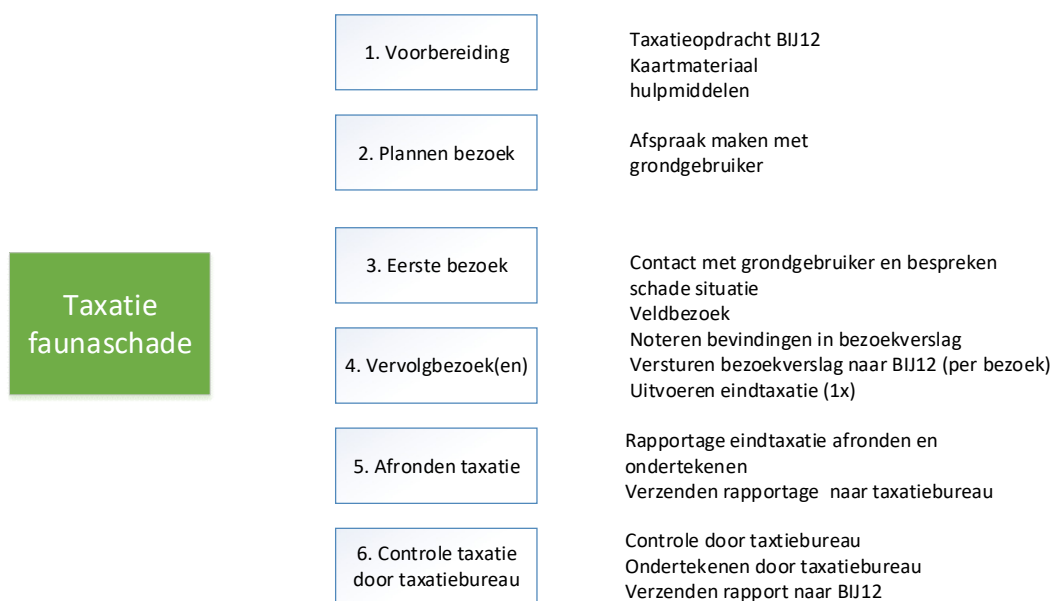 1. Voorbereiding
Taxatieopdracht BIJ12
Kaartmateriaal
hulpmiddelen
2. Plannen bezoek
Afspraak maken met
grondgebruiker
Taxatie
faunaschade
3. Eerste bezoek
4. Vervolgbezoek(en)
Contact met grondgebruiker en bespreken
schade situatie
Veldbezoek
Noteren bevindingen in bezoekverslag
Versturen bezoekverslag naar BIJ12 (per bezoek)
Uitvoeren eindtaxatie (1x)
5. Afronden taxatie
Rapportage eindtaxatie afronden en
ondertekenen
Verzenden rapportage naar taxatiebureau
6. Controle taxatie
door taxatiebureau
Controle door taxtiebureau
Ondertekenen door taxatiebureau
Verzenden rapport naar BIJ12